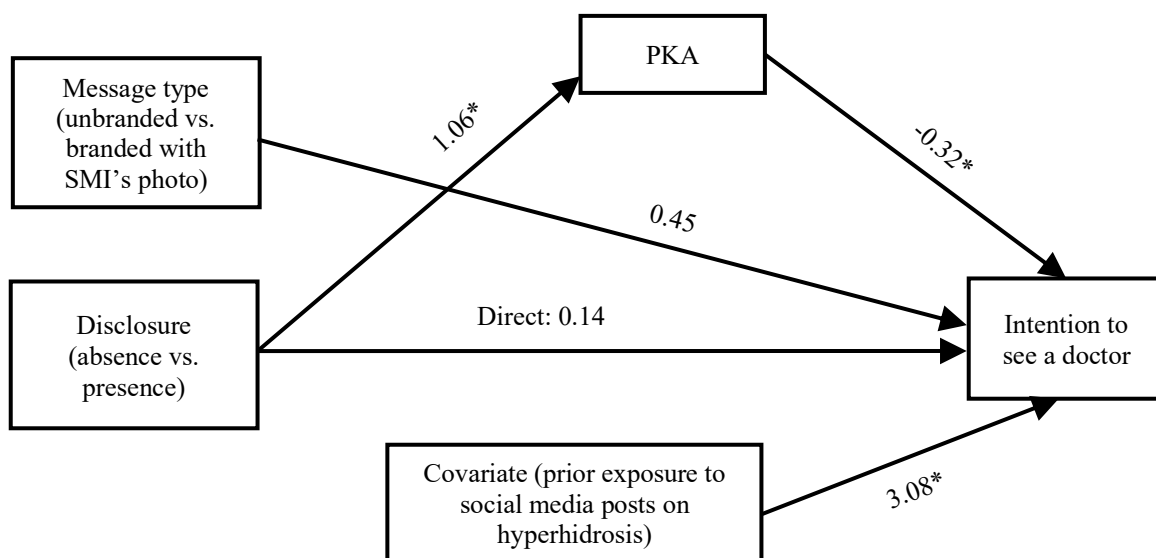 PKA
Message type
(unbranded vs.
branded with
SMI’s photo)
1.06*
-0.32*
0.45
Direct: 0.14
Disclosure
(absence vs.
presence)
Intention to
see a doctor
Covariate (prior exposure to
social media posts on
hyperhidrosis)
3.08*